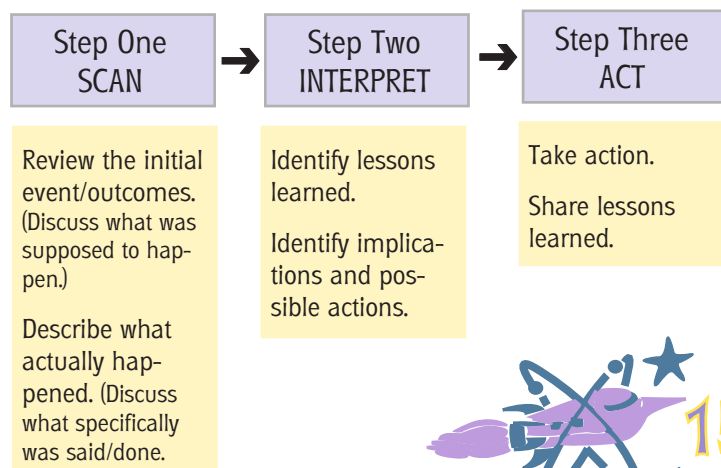 Step One
SCAN
Step Two
INTERPRET
Step Three
ACT
Review the initial
event/outcomes.
(Discuss what was
supposed to hap-
pen.)
Describe what
actually hap-
pened. (Discuss
what specifically
was said/done.
Identify lessons
learned.
Identify implica-
tions and pos-
sible actions.
Take action.
Share lessons
learned.